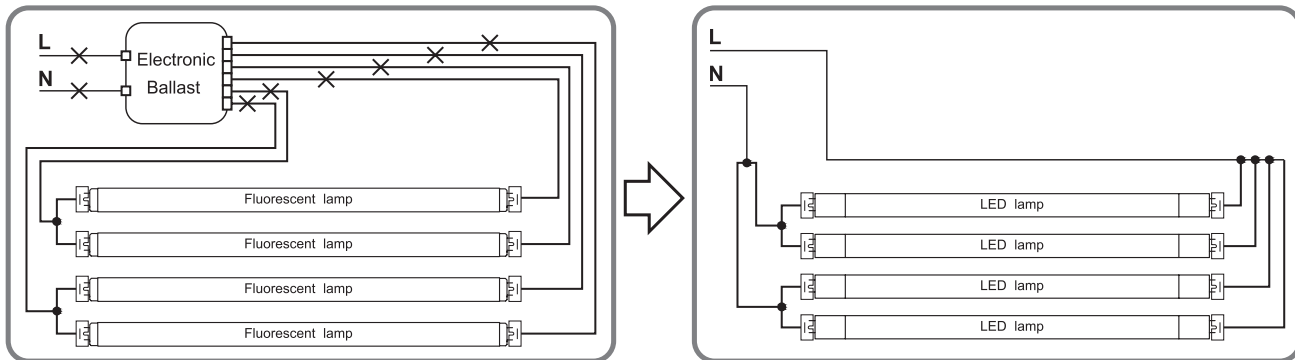 L
N
Electronic
Ballast
Fluorescent lamp
Fluorescent lamp
Fluorescent lamp
Fluorescent lamp
L
N
LED lamp
LED lamp
LED lamp
LED lamp